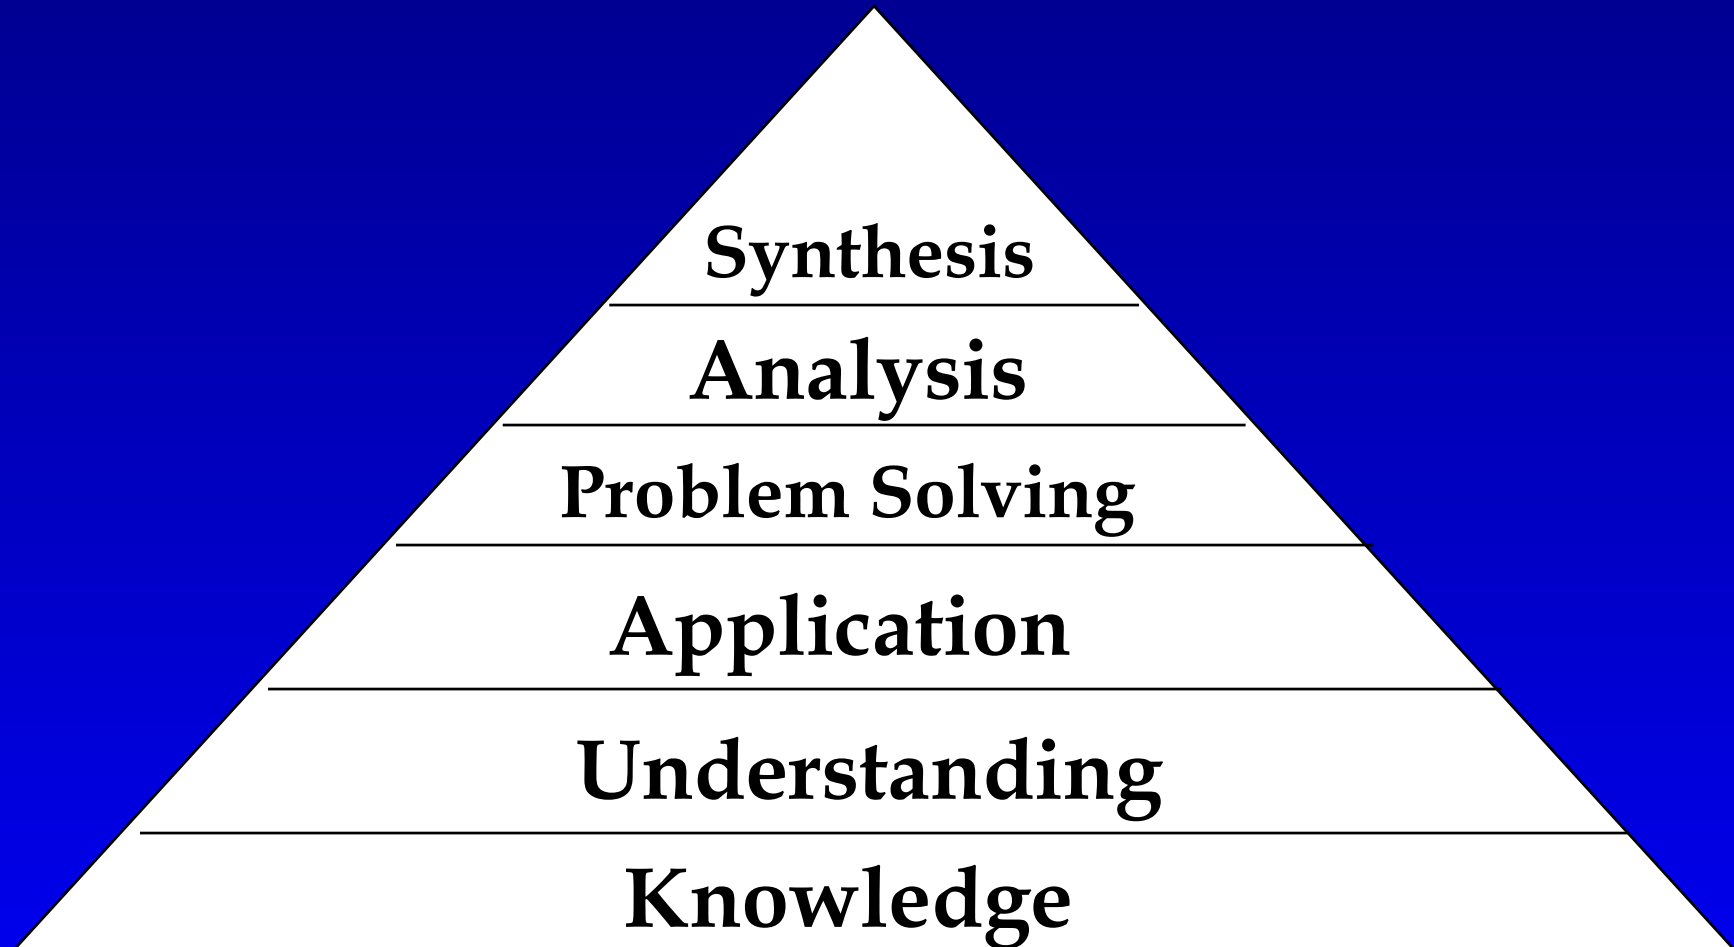 Synthesis
Analysis
Problem Solving
Application
Understanding
Knowledge